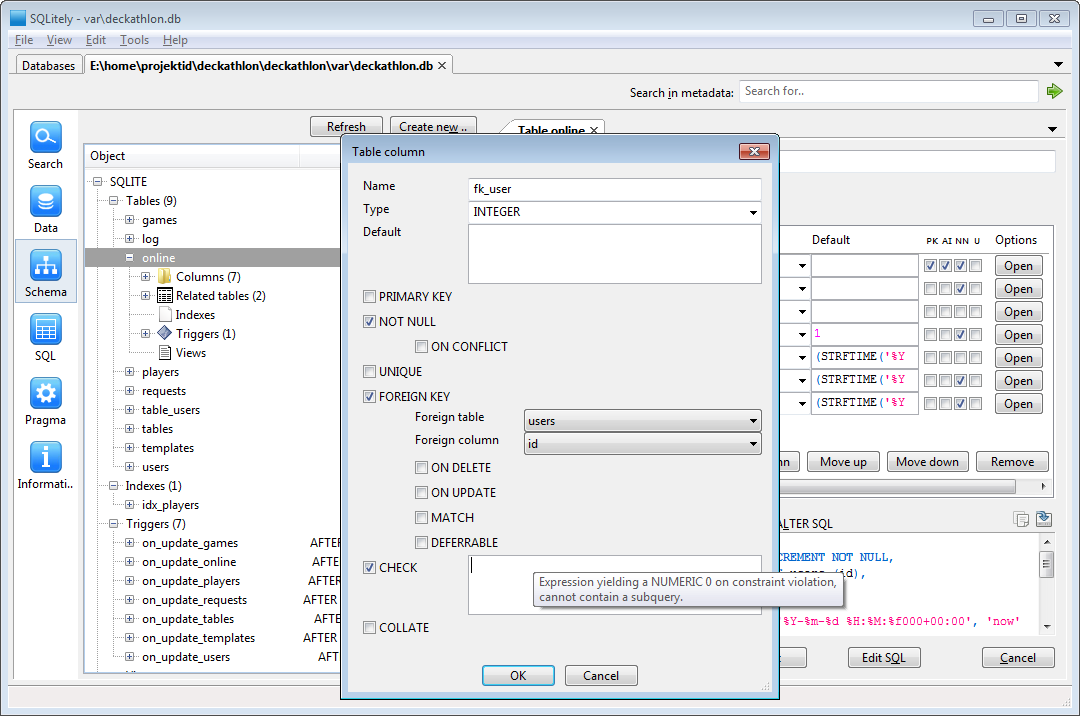 SQLitely - var\deckathlon.db
File View Edit Tools Help
Databases E:\home\projektid\deckathlon\deckathlon\var\deckathlon.db
Search in metadata: Search for..
Refresh Create new .. Table online
Search
Data
Schema
SQL
Pragma
Informati..
Object
SQLITE
Tables (9)
games
log
online
Columns (7)
Related tables (2)
Indexes
Triggers (1)
Views
players
requests
table_users
tables
templates
users
Indexes (1)
idx_players
Triggers (7)
on_update_games AFTER
on_update_online AFTE
on_update_players AFTER
on_update_requests AFTER
on_update_tables AFTE
on_update_templates AFTER
on_update_users AFT
Table column
Name fk_user
Type INTEGER
Default
PRIMARY KEY
NOT NULL
ON CONFLICT
UNIQUE
FOREIGN KEY
Foreign table users
Foreign column id
ON DELETE
ON UPDATE
MATCH
DEFERRABLE
CHECK
Expression yielding a NUMERIC 0 on constraint violation,
cannot contain a subquery.
COLLATE
OK Cancel
Default PK AI NN U Options
Open
Open
Open
1 Open
(STRFTIME('%Y Open
(STRFTIME('%Y Open
(STRFTIME('%Y Open
Move up Move down Remove
ALTER SQL
CREMENT NOT NULL,
(id),
%Y-%m-%d %H:%M:%f000+00:00', 'now'
Edit SQL Cancel